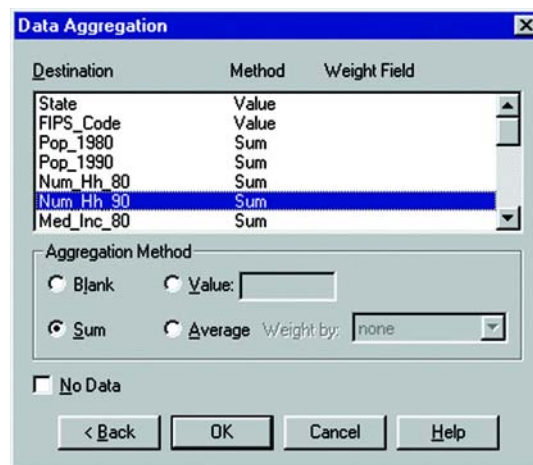 Data Aggregation
Destination Method Weight Field
State Value
FIPS_Code Value
Pop_1980 Sum
Pop_1990 Sum
Num_Hh_80 Sum
Num_Hh_90 Sum
Med_Inc_80 Sum
Aggregation Method
Blank Value:
Sum Average Weight by: none
No Data
< Back OK Cancel Help